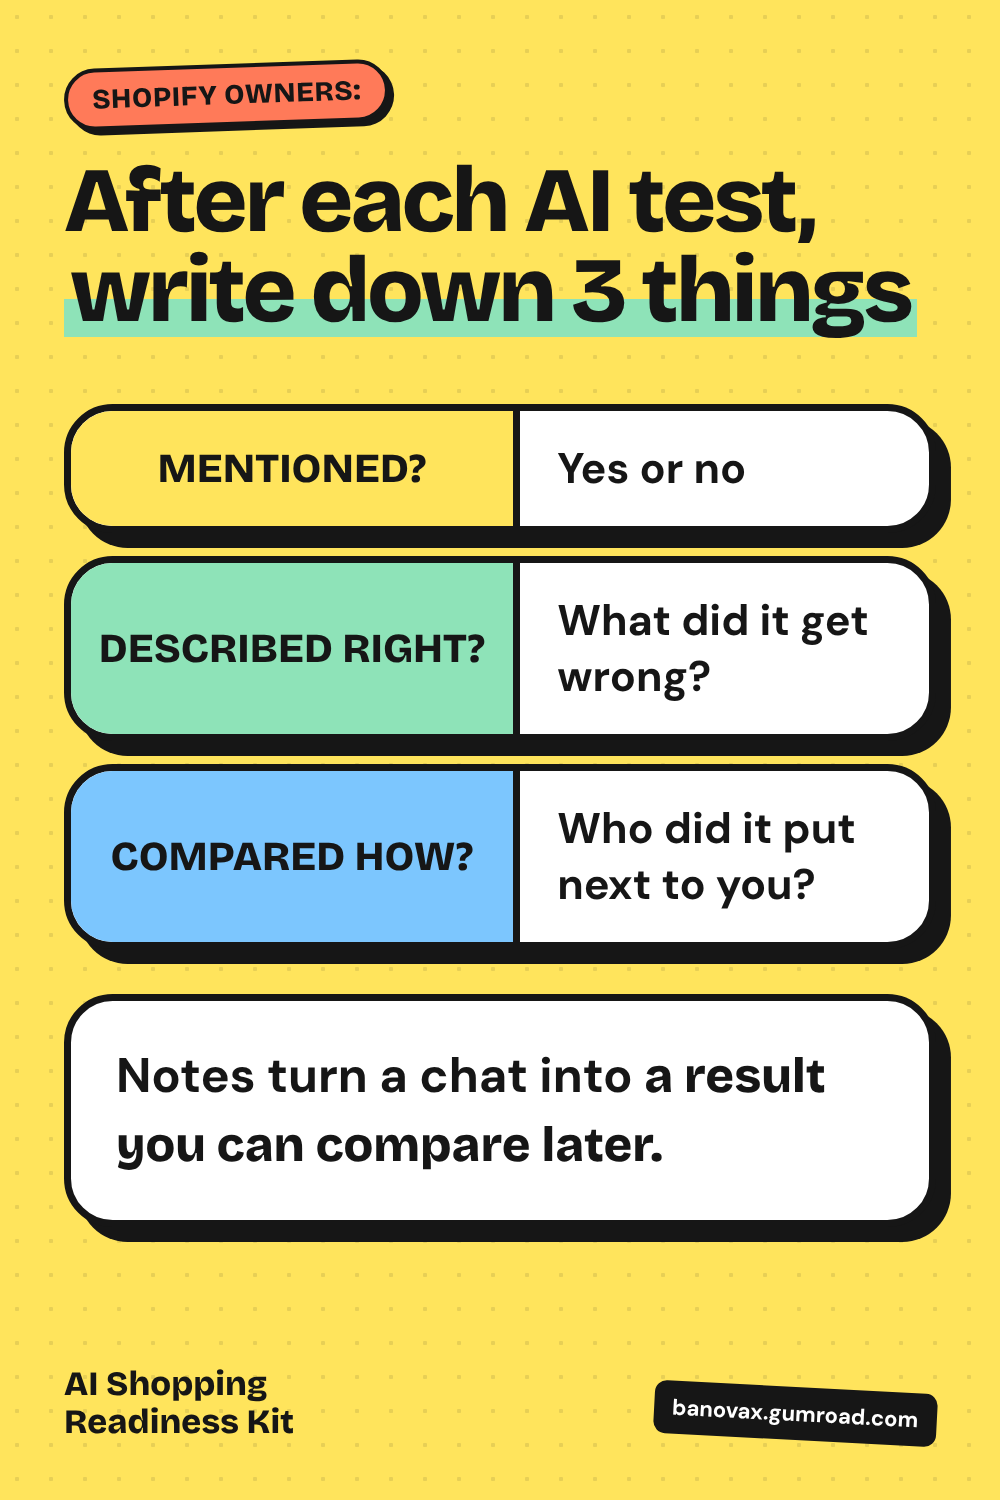 SHOPIFY OWNERS:
After each AI test,
write down 3 things
MENTIONED?
Yes or no
DESCRIBED RIGHT?
What did it get
wrong?
COMPARED HOW?
Who did it put
next to you?
Notes turn a chat into a result
you can compare later.
AI Shopping
Readiness Kit
banovax.gumroad.com